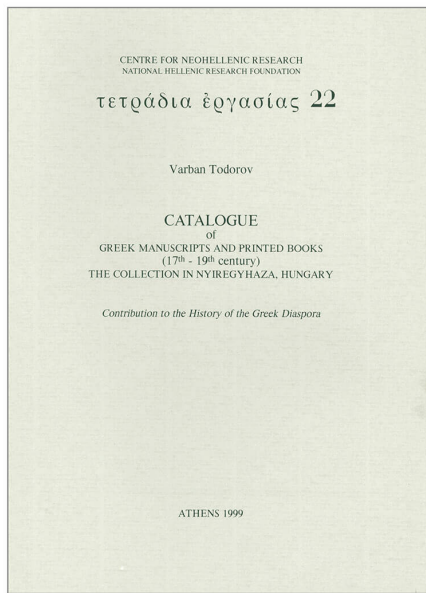 CENTRE FOR NEOHELLENIC RESEARCH
NATIONAL HELLENIC RESEARCH FOUNDATION
τετράδια ἐργασίας 22
Varban Todorov
CATALOGUE
of
GREEK MANUSCRIPTS AND PRINTED BOOKS
(17th - 19th century)
THE COLLECTION IN NYIREGYHAZA, HUNGARY
Contribution to the History of the Greek Diaspora
ATHENS 1999